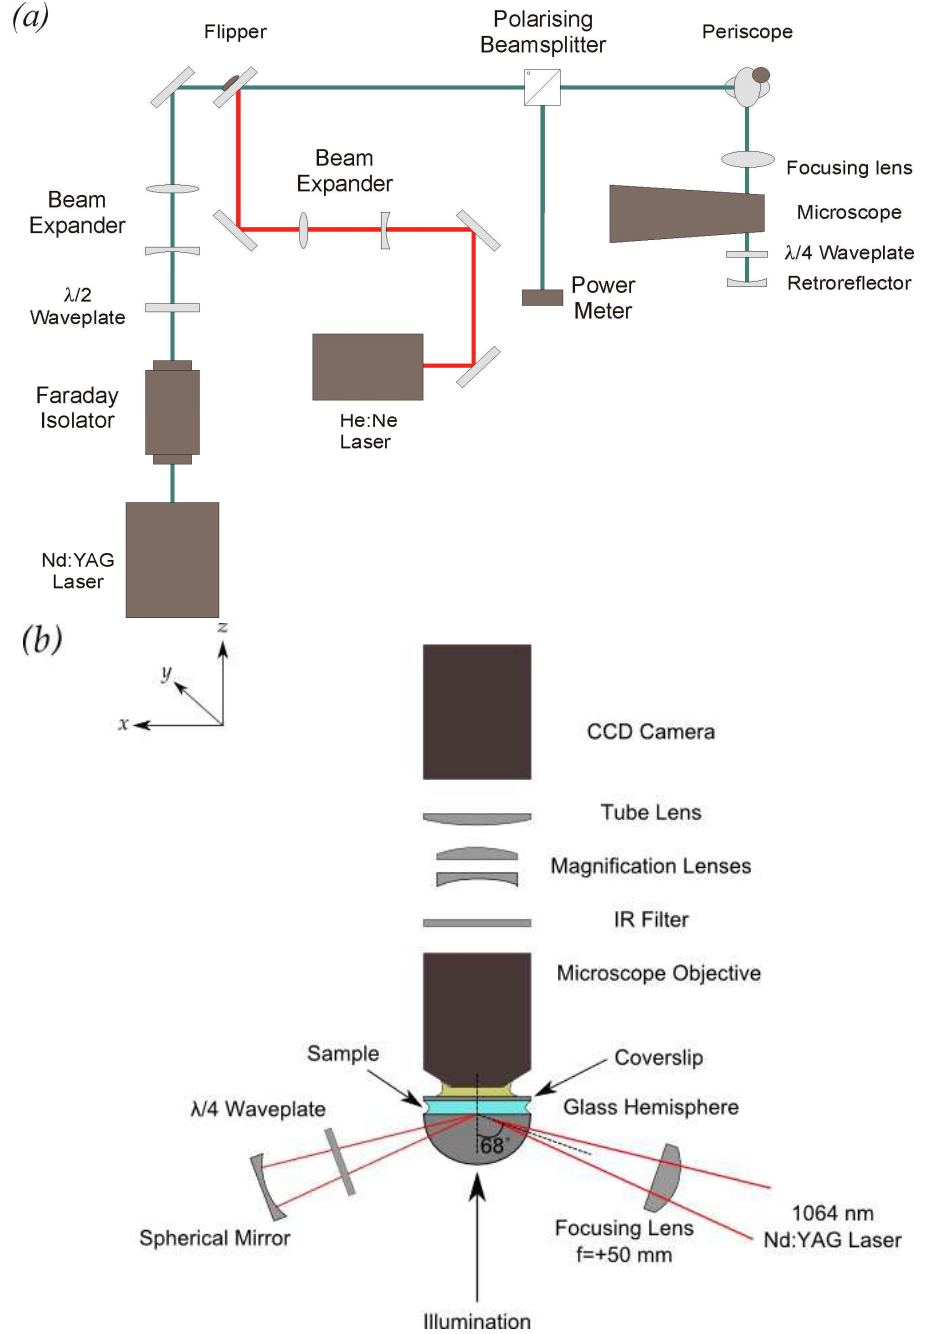 (a)
Flipper
Polarising
Beamsplitter
Periscope
Beam
Expander
Beam
Expander
Focusing lens
Microscope
λ/4 Waveplate
Retroreflector
λ/2
Waveplate
Power
Meter
Faraday
Isolator
He:Ne
Laser
Nd:YAG
Laser
(b)
z
y
x
CCD Camera
Tube Lens
Magnification Lenses
IR Filter
Microscope Objective
Sample
Coverslip
λ/4 Waveplate
Glass Hemisphere
68°
Spherical Mirror
Focusing Lens
f=+50 mm
1064 nm
Nd:YAG Laser
Illumination